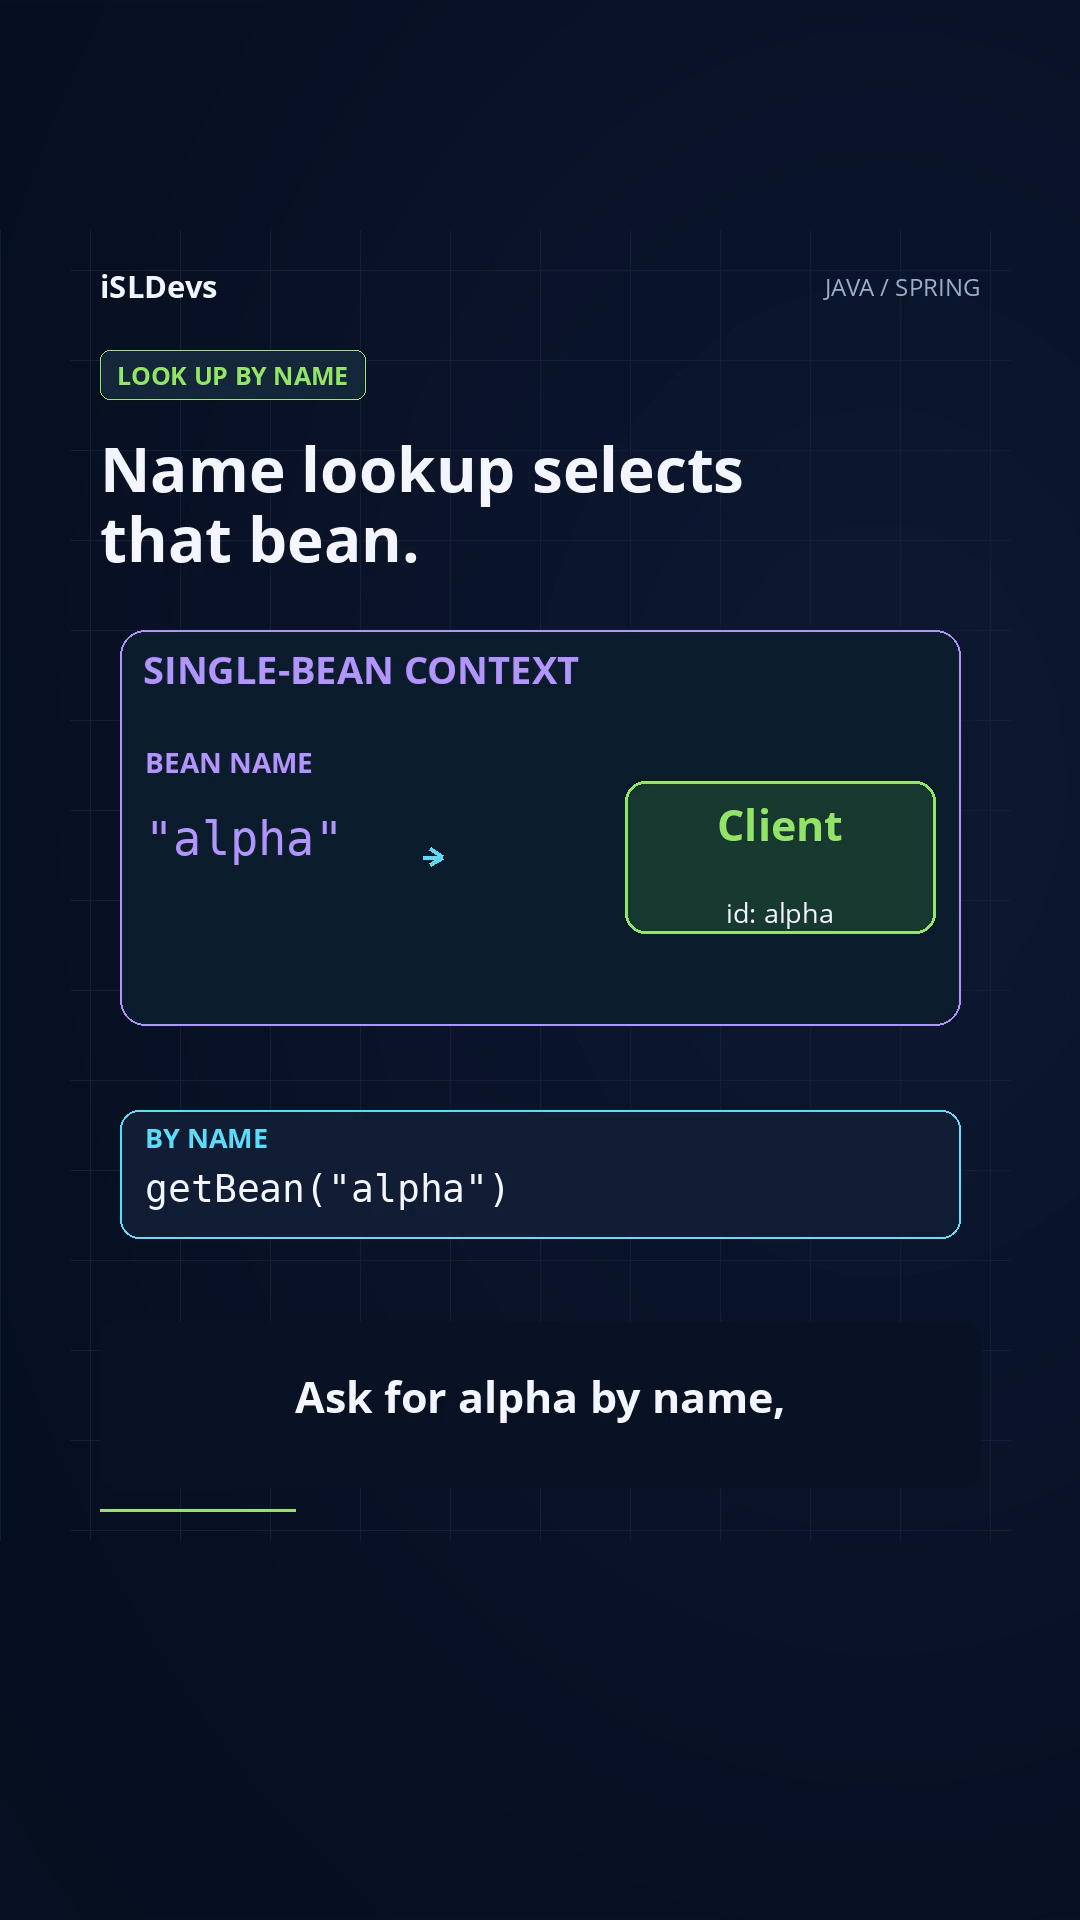 iSLDevs
JAVA / SPRING
LOOK UP BY NAME
Name lookup selects
that bean.
SINGLE-BEAN CONTEXT
BEAN NAME
"alpha"
Client
id: alpha
BY NAME
getBean("alpha")
Ask for alpha by name,